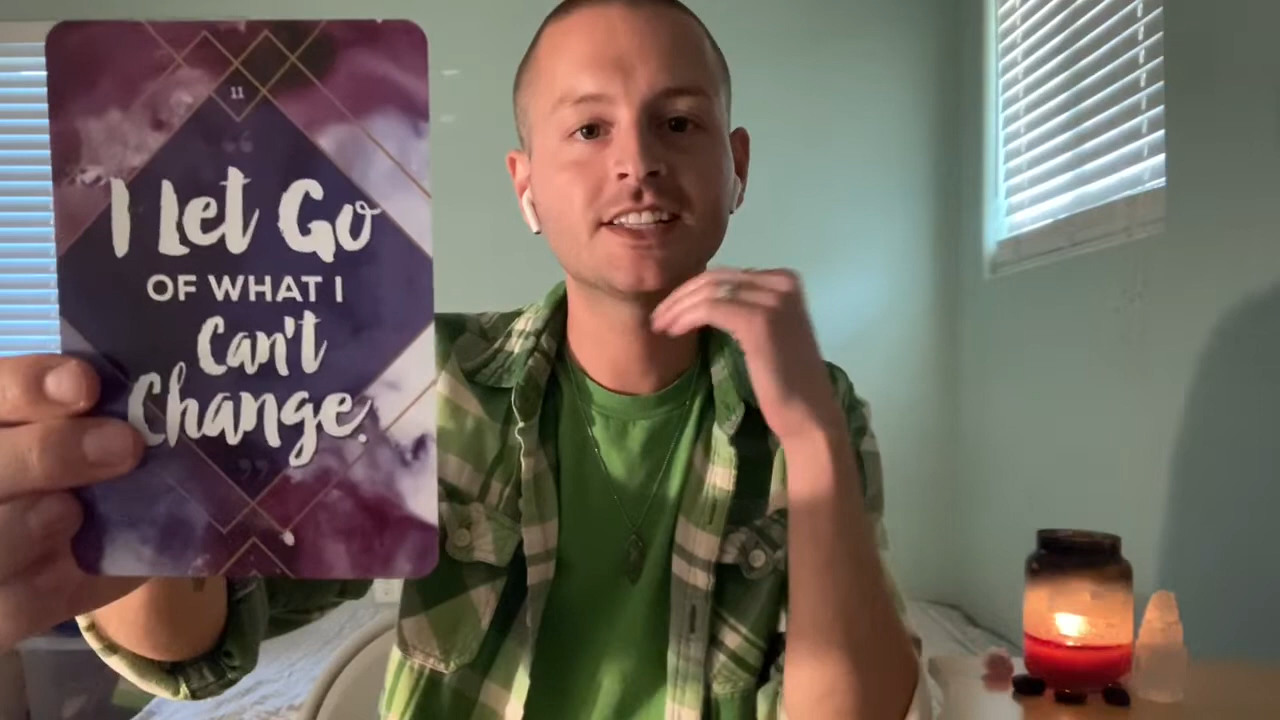 11
“
I let Go
OF WHAT I
Can't
Change.
”